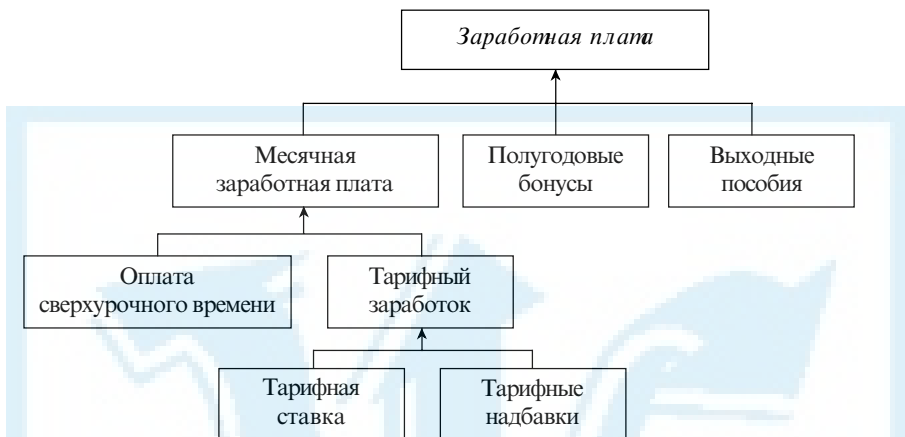 Заработная плата
Месячная
заработная плата
Полугодовые
бонусы
Выходные
пособия
Оплата
сверхурочного времени
Тарифный
заработок
Тарифная
ставка
Тарифные
надбавки